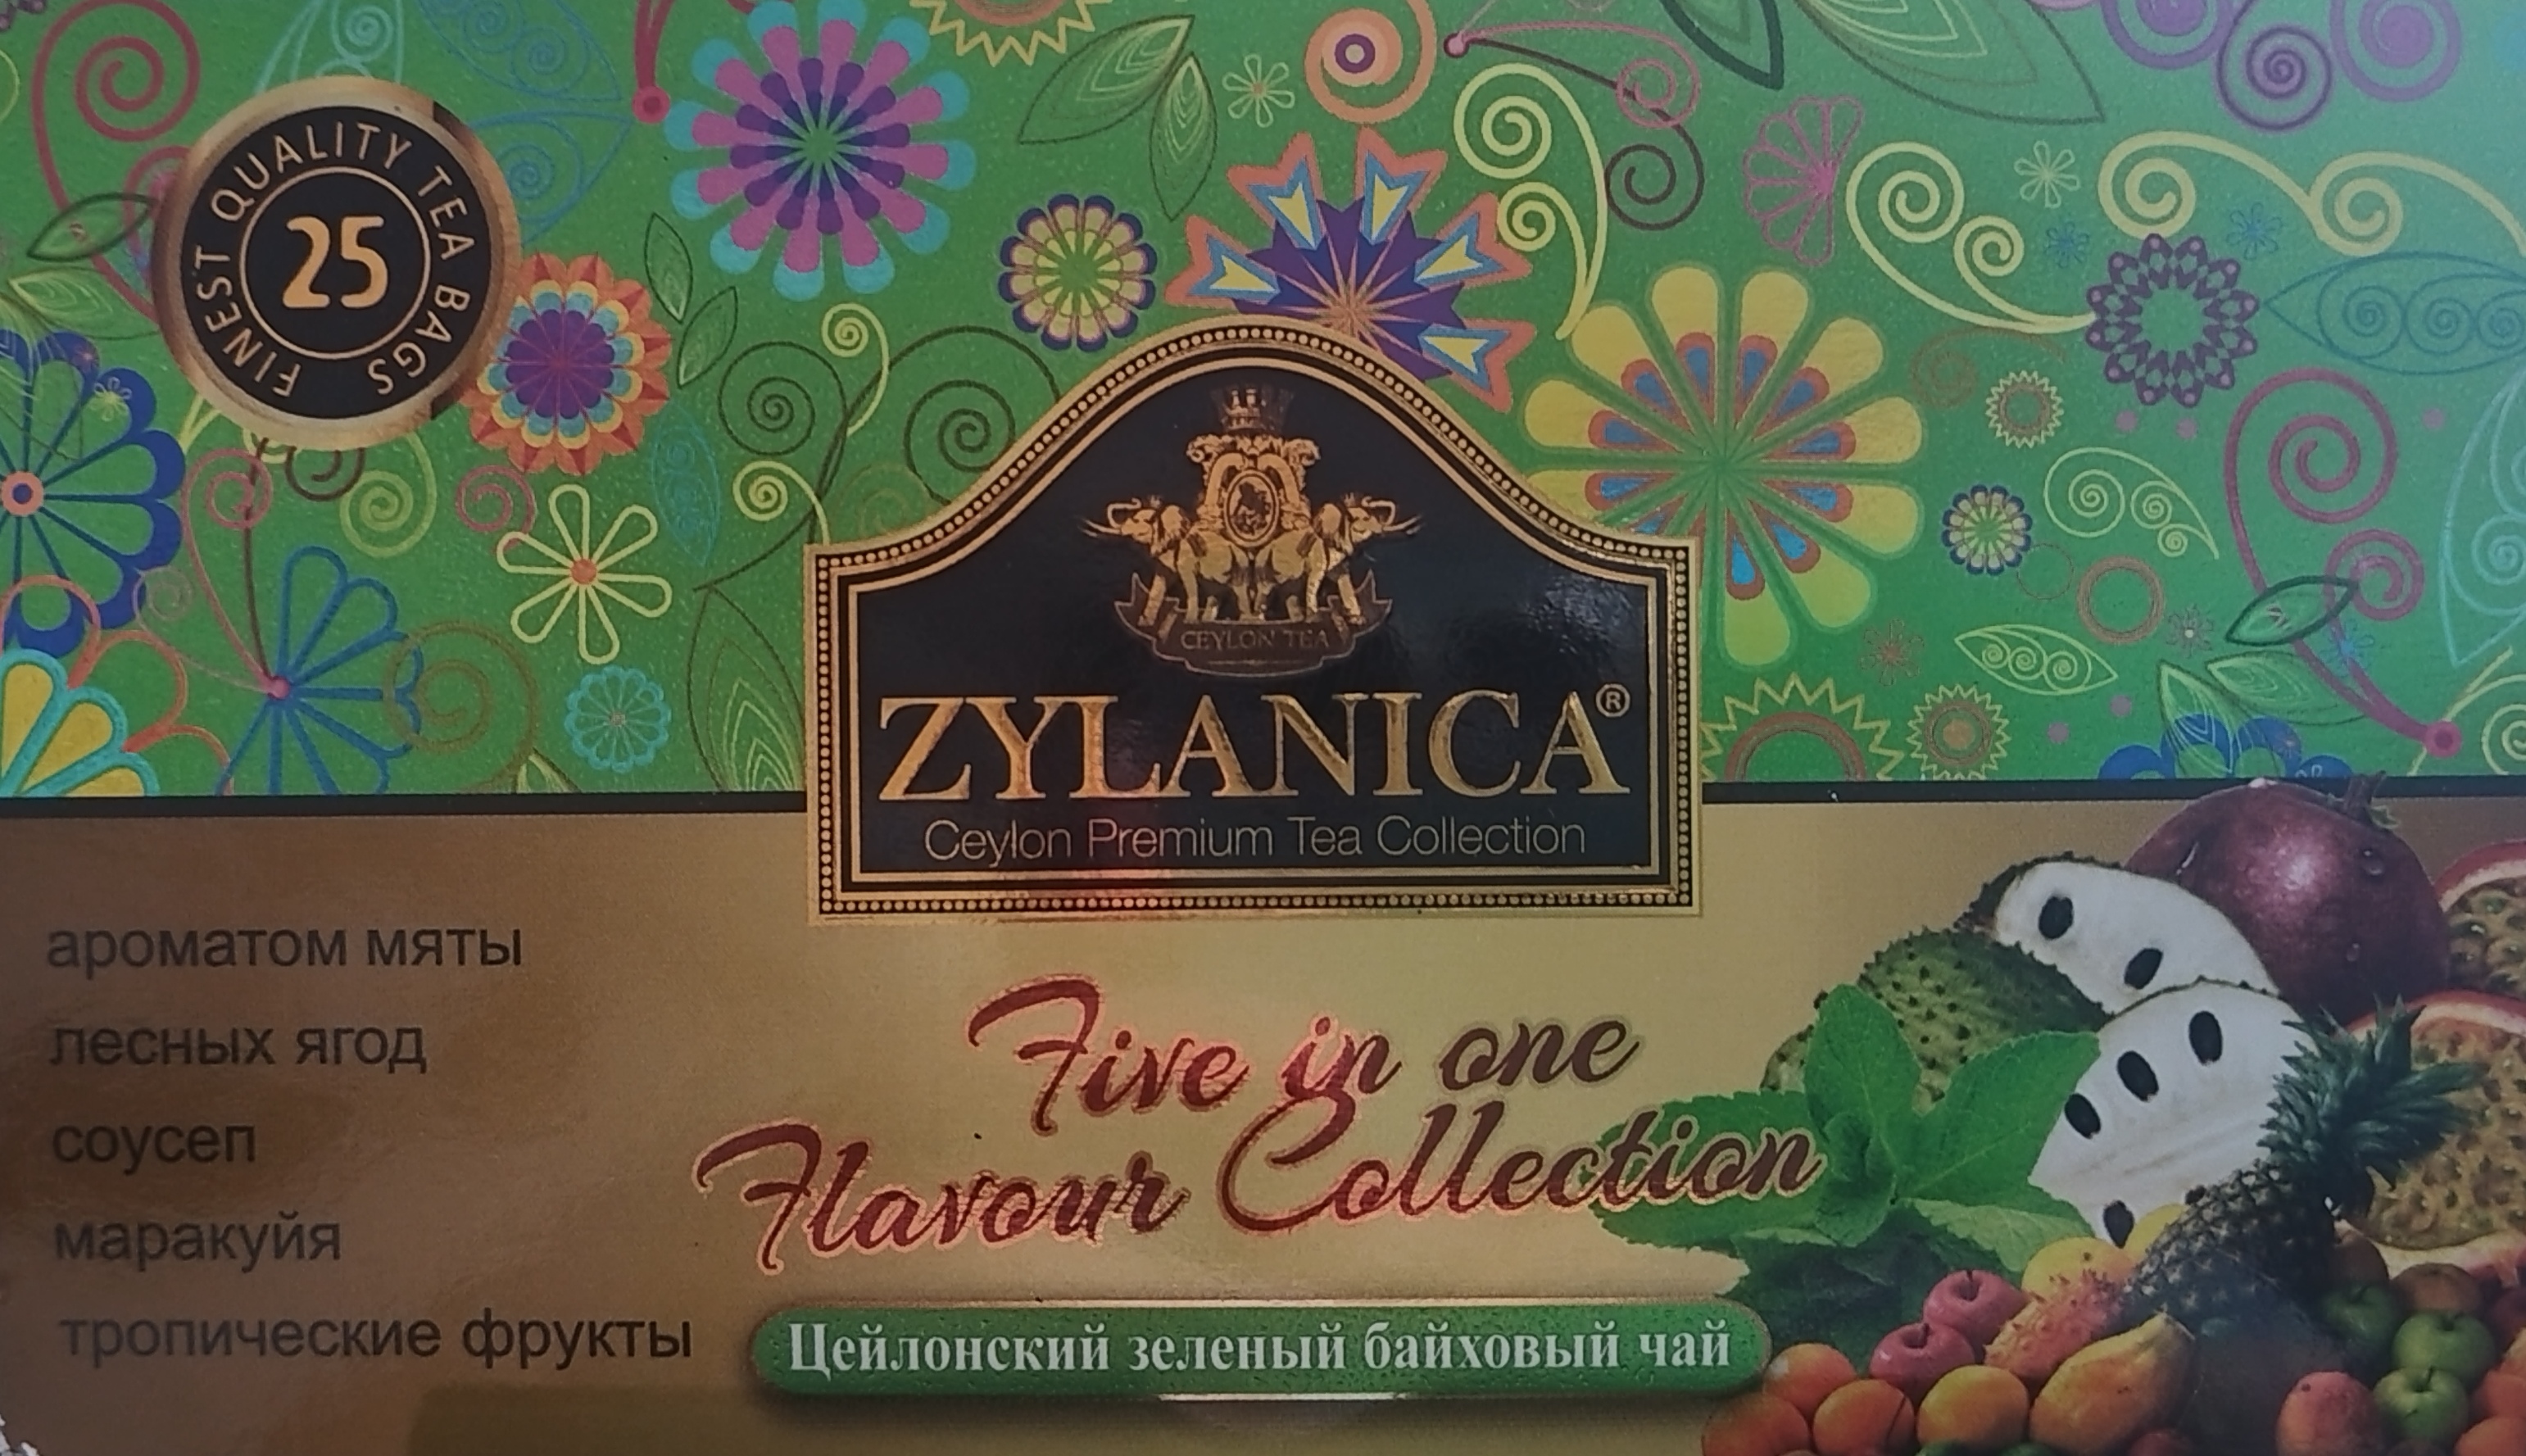 FINEST QUALITY TEA BAGS
25
CEYLON TEA
ZYLANICA®
Ceylon Premium Tea Collection
ароматом мяты
лесных ягод
соусеп
маракуйя
тропические фрукты
Five in one
Flavour Collection
Цейлонский зеленый байховый чай